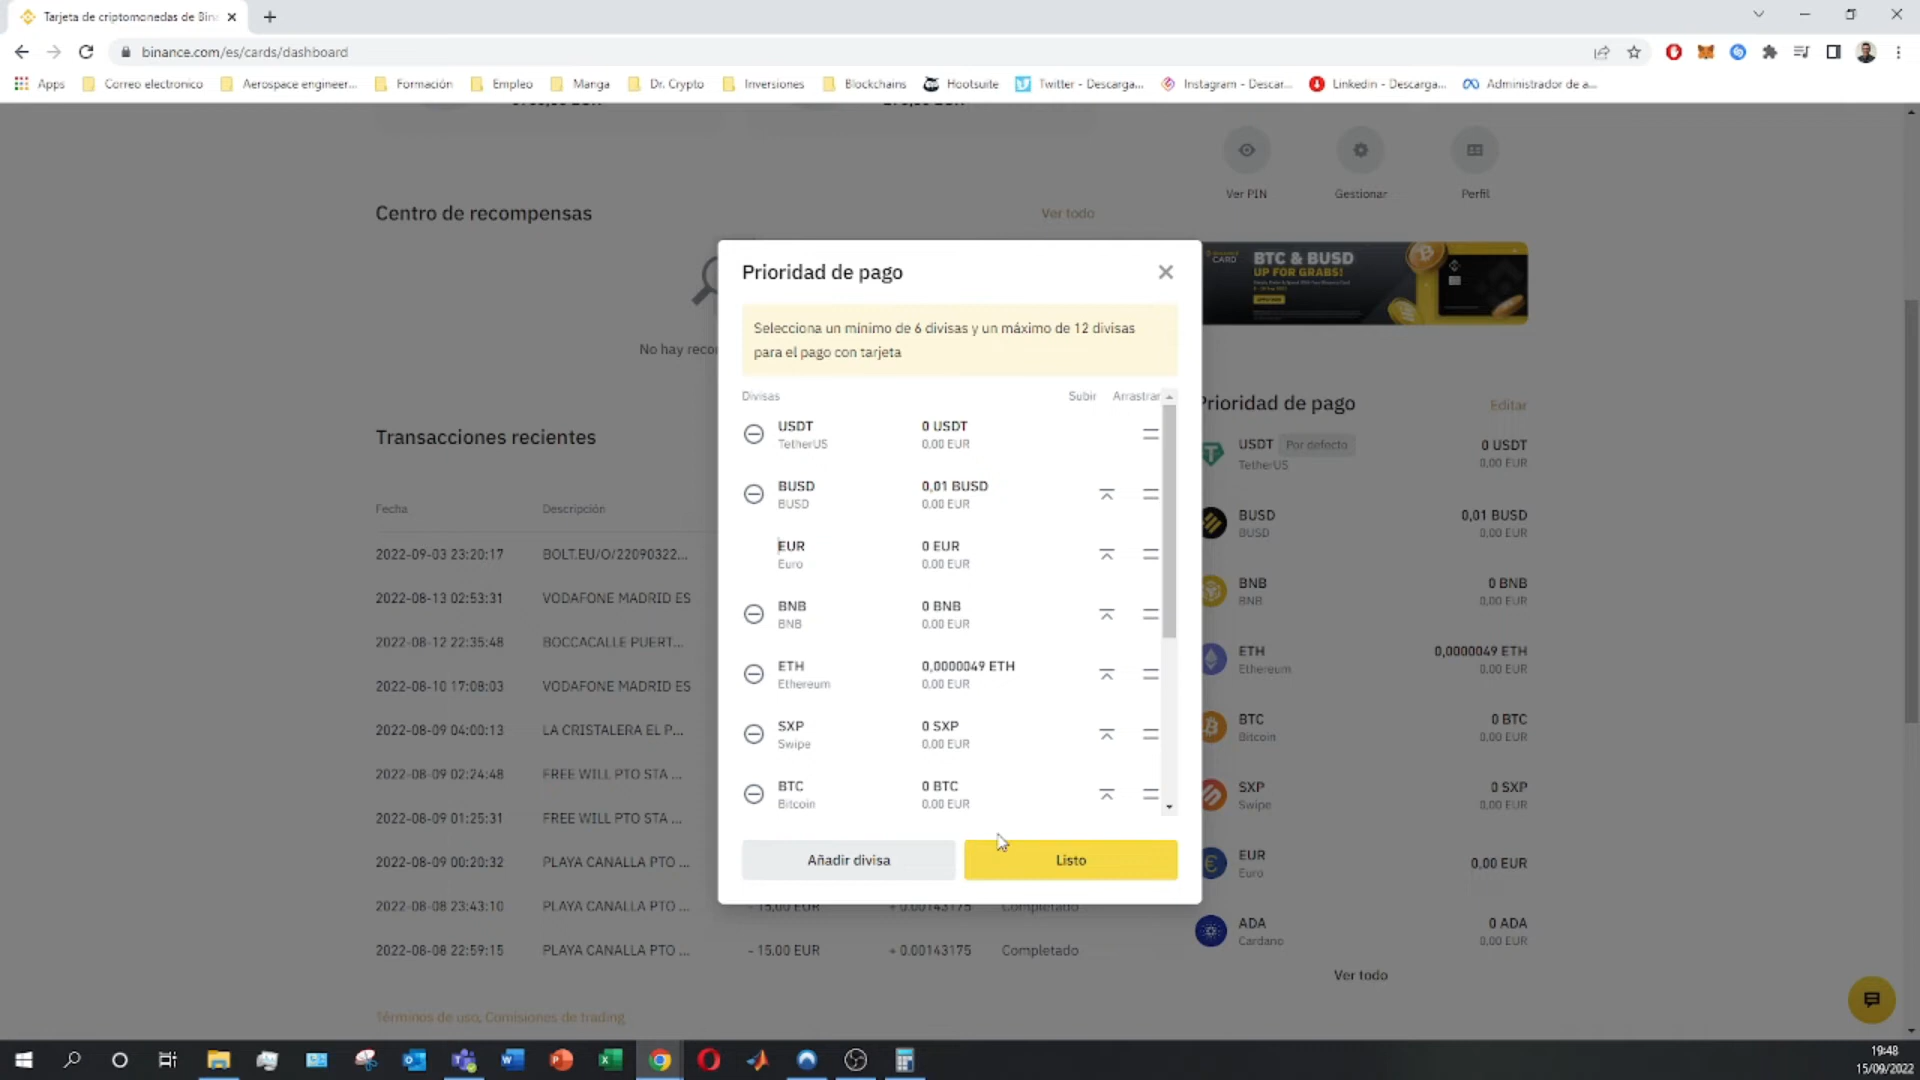 Tarjeta de criptomonedas de Bin
binance.com/es/cards/dashboard
Apps
Correo electronico
Aerospace engineer...
Formación
Empleo
Manga
Dr. Crypto
Inversiones
Blockchains
Hootsuite
Twitter - Descarga...
Instagram - Descar...
Linkedin - Descarga...
Administrador de a...
Ver PIN
Gestionar
Perfil
Centro de recompensas
Ver todo
No hay reco
CARD
BTC & BUSD
UP FOR GRABS!
Transacciones recientes
Fecha
Descripción
2022-09-03 23:20:17 BOLT.EU/O/22090322...
2022-08-13 02:53:31 VODAFONE MADRID ES
2022-08-12 22:35:48 BOCCACALLE PUERT...
2022-08-10 17:08:03 VODAFONE MADRID ES
2022-08-09 04:00:13 LA CRISTALERA EL P...
2022-08-09 02:24:48 FREE WILL PTO STA ...
2022-08-09 01:25:31 FREE WILL PTO STA ...
2022-08-09 00:20:32 PLAYA CANALLA PTO ...
2022-08-08 23:43:10 PLAYA CANALLA PTO ... - 15,00 EUR + 0.00143175 Completado
2022-08-08 22:59:15 PLAYA CANALLA PTO ... - 15.00 EUR + 0.00143175 Completado
Términos de uso, Comisiones de trading
Prioridad de pago
Selecciona un mínimo de 6 divisas y un máximo de 12 divisas
para el pago con tarjeta
Divisas Subir Arrastrar
USDT 0 USDT
TetherUS 0.00 EUR
BUSD 0,01 BUSD
BUSD 0.00 EUR
EUR 0 EUR
Euro 0.00 EUR
BNB 0 BNB
BNB 0.00 EUR
ETH 0,0000049 ETH
Ethereum 0.00 EUR
SXP 0 SXP
Swipe 0.00 EUR
BTC 0 BTC
Bitcoin 0.00 EUR
Añadir divisa
Listo
Prioridad de pago
Editar
USDT Por defecto 0 USDT
TetherUS 0,00 EUR
BUSD 0,01 BUSD
BUSD 0,00 EUR
BNB 0 BNB
BNB 0,00 EUR
ETH 0,0000049 ETH
Ethereum 0,00 EUR
BTC 0 BTC
Bitcoin 0,00 EUR
SXP 0 SXP
Swipe 0,00 EUR
EUR 0,00 EUR
Euro
ADA 0 ADA
Cardano 0,00 EUR
Ver todo
19:48
15/09/2022